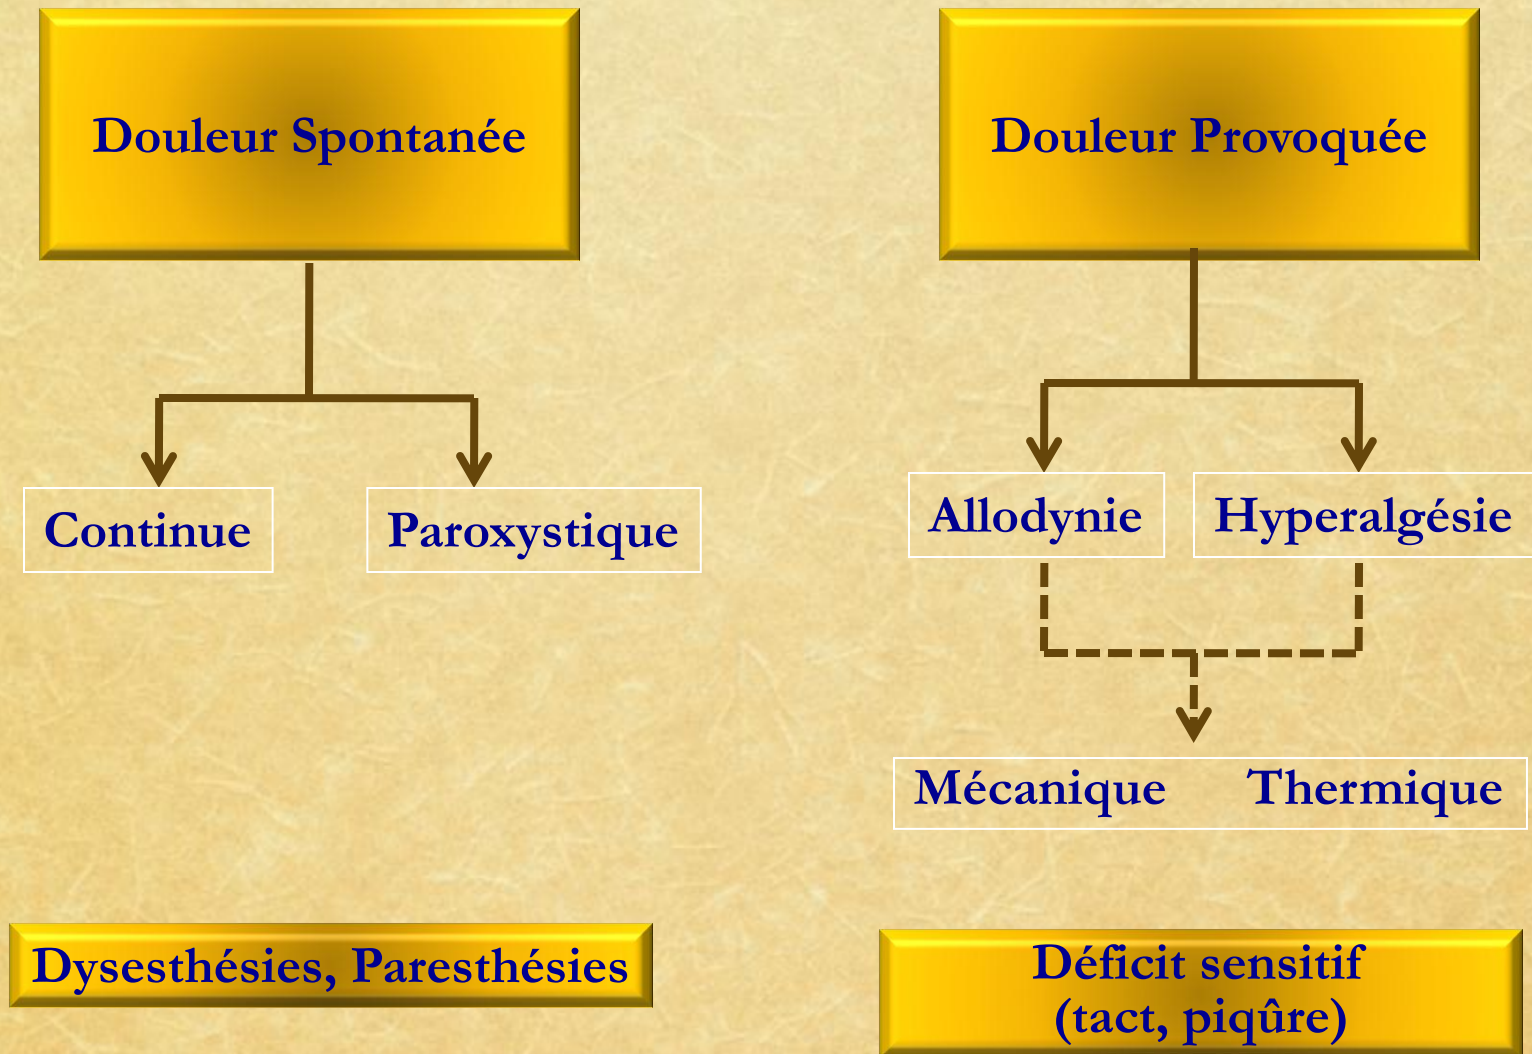 Douleur Spontanée
Douleur Provoquée
Continue
Paroxystique
Allodynie
Hyperalgésie
Mécanique Thermique
Dysesthésies, Paresthésies
Déficit sensitif
(tact, piqûre)